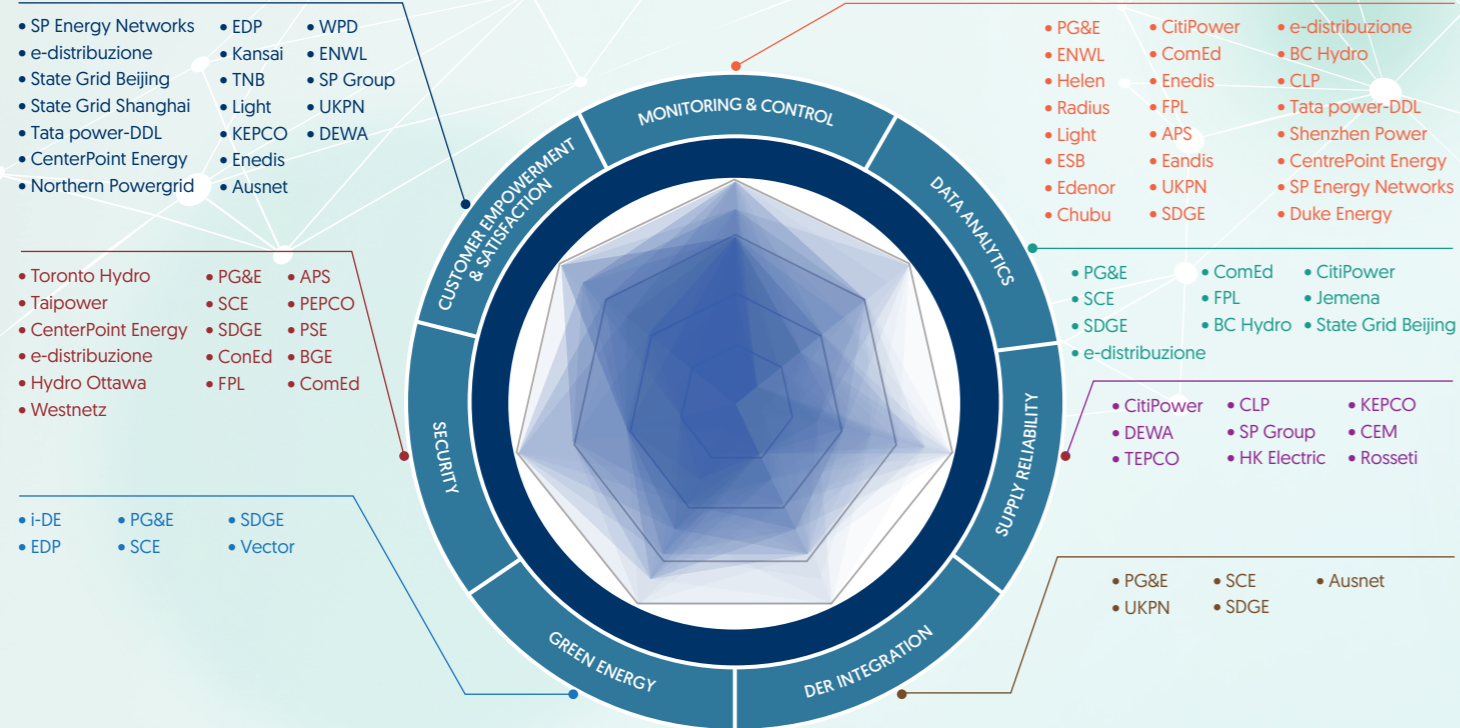 • SP Energy Networks
• e-distribuzione
• State Grid Beijing
• State Grid Shanghai
• Tata power-DDL
• CenterPoint Energy
• Northern Powergrid
• EDP
• Kansai
• TNB
• Light
• KEPCO
• Enedis
• Ausnet
• WPD
• ENWL
• SP Group
• UKPN
• DEWA
• PG&E
• ENWL
• Helen
• Radius
• Light
• ESB
• Edenor
• Chubu
• CitiPower
• ComEd
• Enedis
• FPL
• APS
• Eandis
• UKPN
• SDGE
• e-distribuzione
• BC Hydro
• CLP
• Tata power-DDL
• Shenzhen Power
• CentrePoint Energy
• SP Energy Networks
• Duke Energy
MONITORING & CONTROL
DATA ANALYTICS
SUPPLY RELIABILITY
DER INTEGRATION
GREEN ENERGY
SECURITY
CUSTOMER EMPOWERMENT
& SATISFACTION
• Toronto Hydro
• Taipower
• CenterPoint Energy
• e-distribuzione
• Hydro Ottawa
• Westnetz
• PG&E
• SCE
• SDGE
• ConEd
• FPL
• APS
• PEPCO
• PSE
• BGE
• ComEd
• PG&E
• SCE
• SDGE
• e-distribuzione
• ComEd
• FPL
• BC Hydro
• CitiPower
• Jemena
• State Grid Beijing
• CitiPower
• DEWA
• TEPCO
• CLP
• SP Group
• HK Electric
• KEPCO
• CEM
• Rosseti
• i-DE
• EDP
• PG&E
• SCE
• SDGE
• Vector
• PG&E
• UKPN
• SCE
• SDGE
• Ausnet